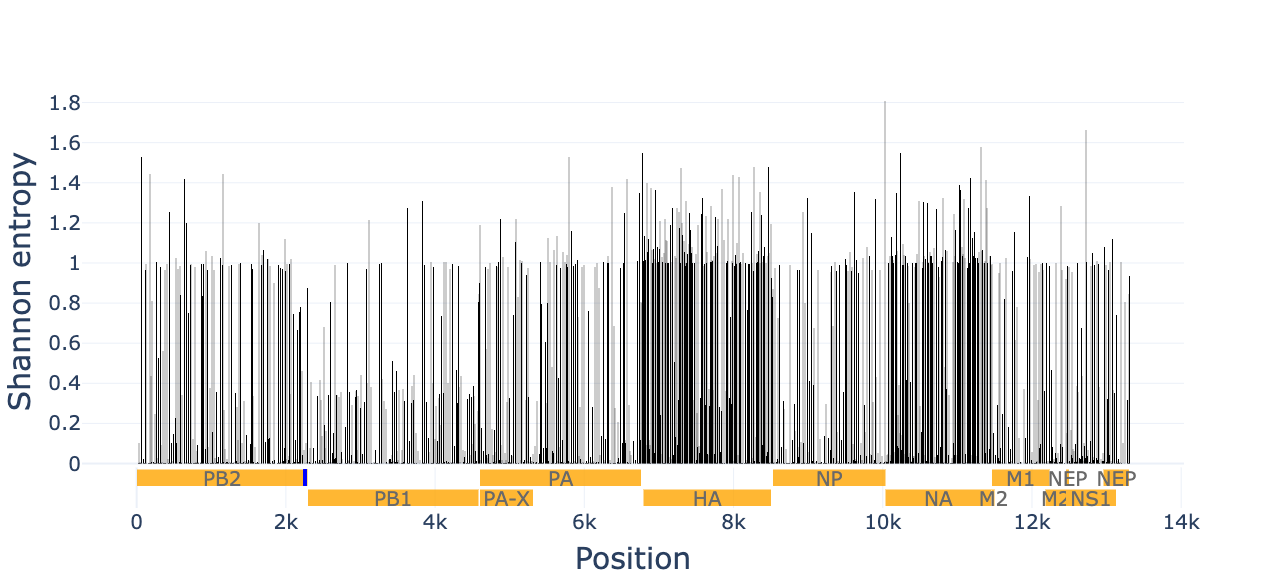 Shannon entropy
1.8
1.6
1.4
1.2
1
0.8
0.6
0.4
0.2
0
PB2 PA NP M1 NEP NEP
PB1 PA-X HA NA M2 M2 NS1
0 2k 4k 6k 8k 10k 12k 14k
Position